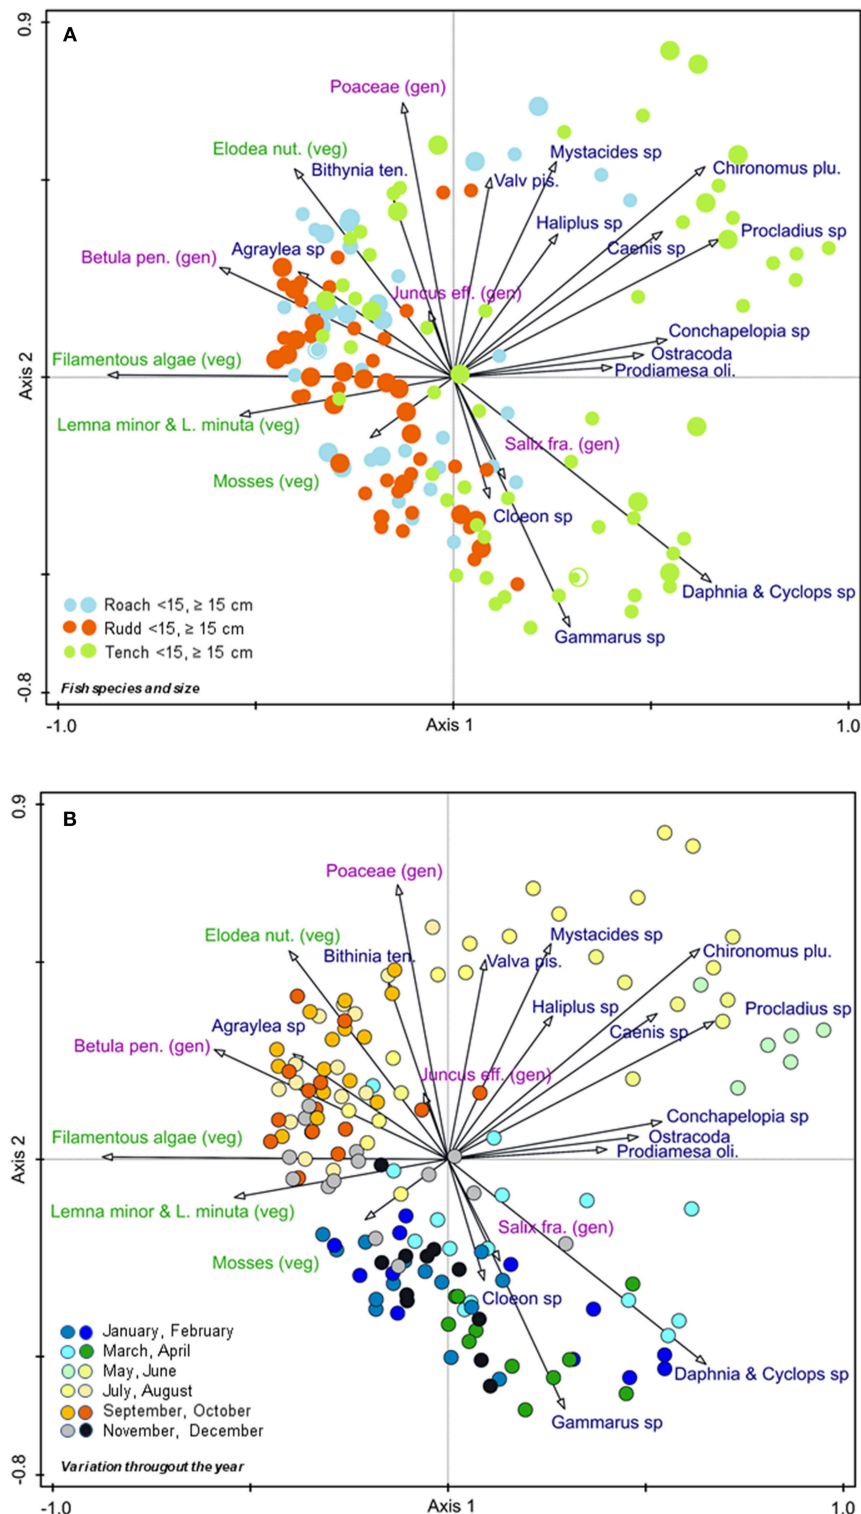 A
0.9
Poaceae (gen)
Elodea nut. (veg)
Bithynia ten.
Mystacides sp
Valv pis.
Chironomus plu.
Haliplus sp
Procladius sp
Betula pen. (gen)
Agraylea sp
Caenis sp
Juncus eff. (gen)
Conchapelopia sp
Filamentous algae (veg)
Ostracoda
Prodiamesa oli.
Axis 2
Lemna minor & L. minuta (veg)
Salix fra. (gen)
Mosses (veg)
Cloeon sp
Daphnia & Cyclops sp
Gammarus sp
Roach <15, ≥ 15 cm
Rudd <15, ≥ 15 cm
Tench <15, ≥ 15 cm
Fish species and size
-0.8
-1.0
Axis 1
1.0
B
0.9
Poaceae (gen)
Elodea nut. (veg)
Bithinia ten.
Mystacides sp
Valva pis.
Chironomus plu.
Haliplus sp
Procladius sp
Agraylea sp
Caenis sp
Betula pen. (gen)
Juncus eff. (gen)
Conchapelopia sp
Filamentous algae (veg)
Ostracoda
Prodiamesa oli.
Axis 2
Lemna minor & L. minuta (veg)
Salix fra. (gen)
Mosses (veg)
Cloeon sp
Daphnia & Cyclops sp
Gammarus sp
January, February
March, April
May, June
July, August
September, October
November, December
Variation througout the year
-0.8
-1.0
Axis 1
1.0